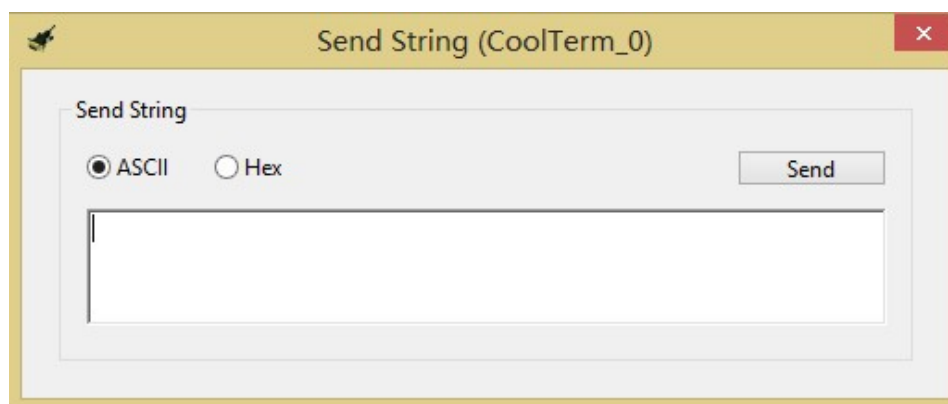 Send String (CoolTerm_0)
Send String
ASCII Hex Send